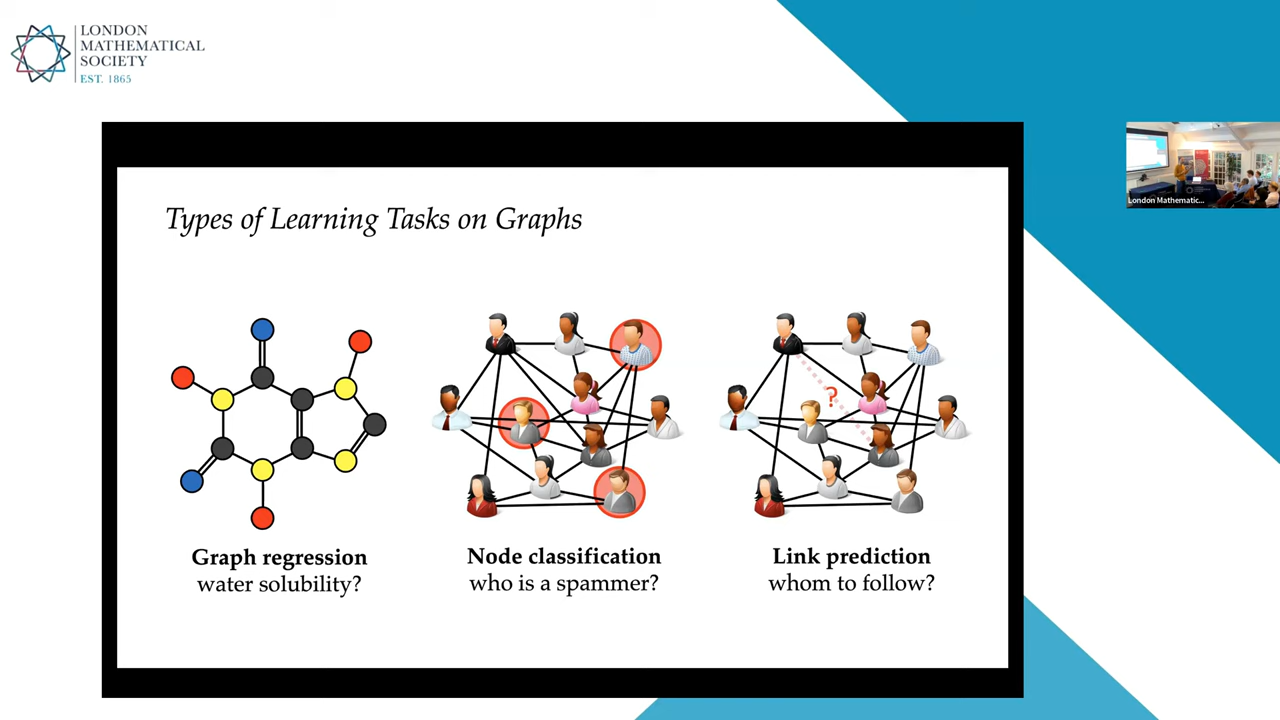 LONDON
MATHEMATICAL
SOCIETY
EST. 1865
London Mathematic...
Types of Learning Tasks on Graphs
?
Graph regression
water solubility?
Node classification
who is a spammer?
Link prediction
whom to follow?